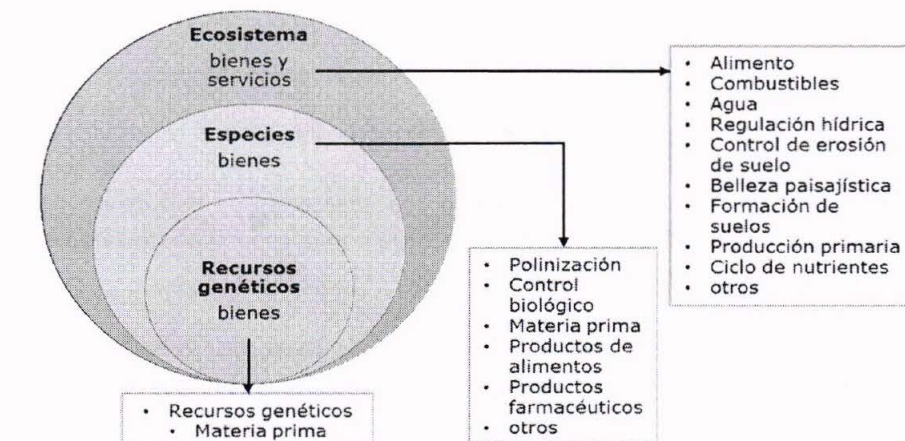 Ecosistema
bienes y
servicios
Especies
bienes
Recursos
genéticos
bienes
• Alimento
• Combustibles
• Agua
• Regulación hídrica
• Control de erosión
de suelo
• Belleza paisajística
• Formación de
suelos
• Producción primaria
• Ciclo de nutrientes
• otros
• Polinización
• Control
biológico
• Materia prima
• Productos de
alimentos
• Productos
farmacéuticos
• otros
• Recursos genéticos
• Materia prima